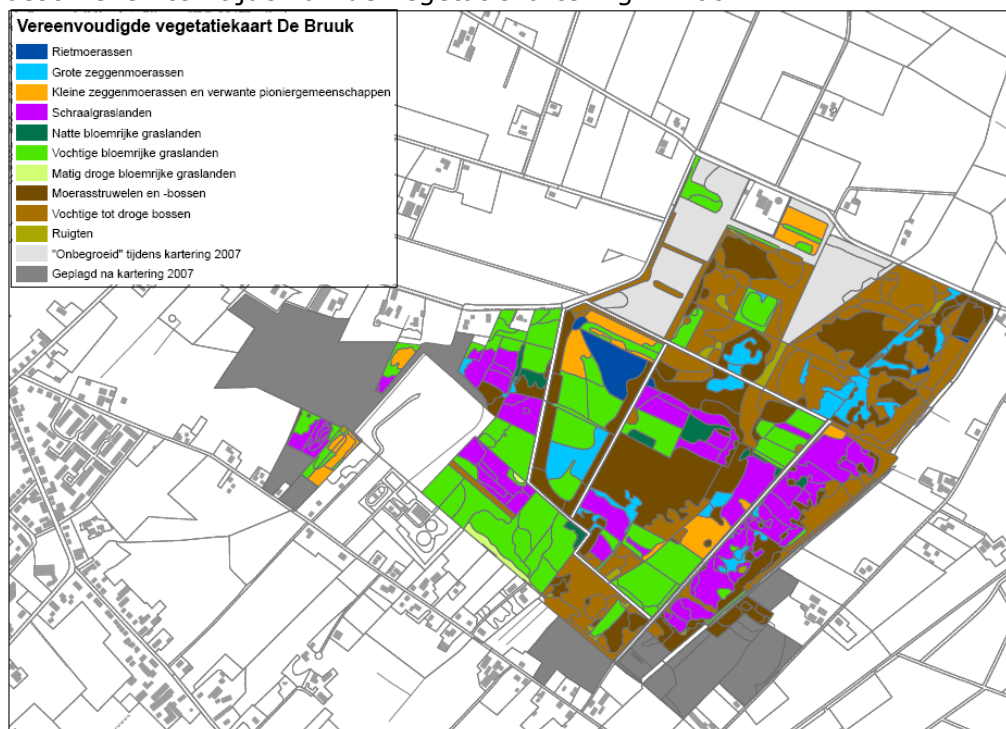 Vereenvoudigde vegetatiekaart De Bruuk
Rietmoerassen
Grote zeggenmoerassen
Kleine zeggenmoerassen en verwante pioniergemeenschappen
Schraalgraslanden
Natte bloemrijke graslanden
Vochtige bloemrijke graslanden
Matig droge bloemrijke graslanden
Moerasstruwelen en -bossen
Vochtige tot droge bossen
Ruigten
"Onbegroeid" tijdens kartering 2007
Geplagd na kartering 2007